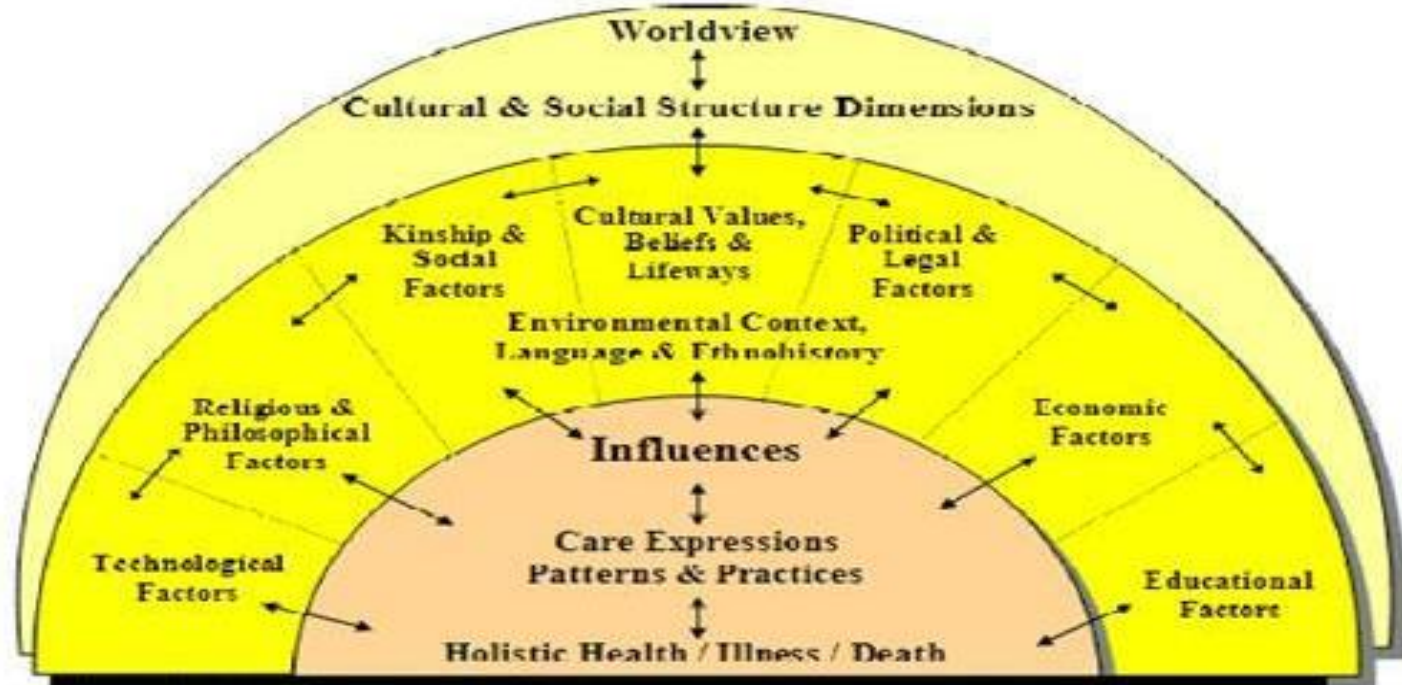 Worldview
Cultural & Social Structure Dimensions
Kinship &
Social
Factors
Cultural Values,
Beliefs &
Lifeways
Political &
Legal
Factors
Environmental Context,
Language & Ethnohistory
Religious &
Philosophical
Factors
Influences
Economic
Factors
Care Expressions
Patterns & Practices
Technological
Factors
Educational
Factors
Holistic Health / Illness / Death